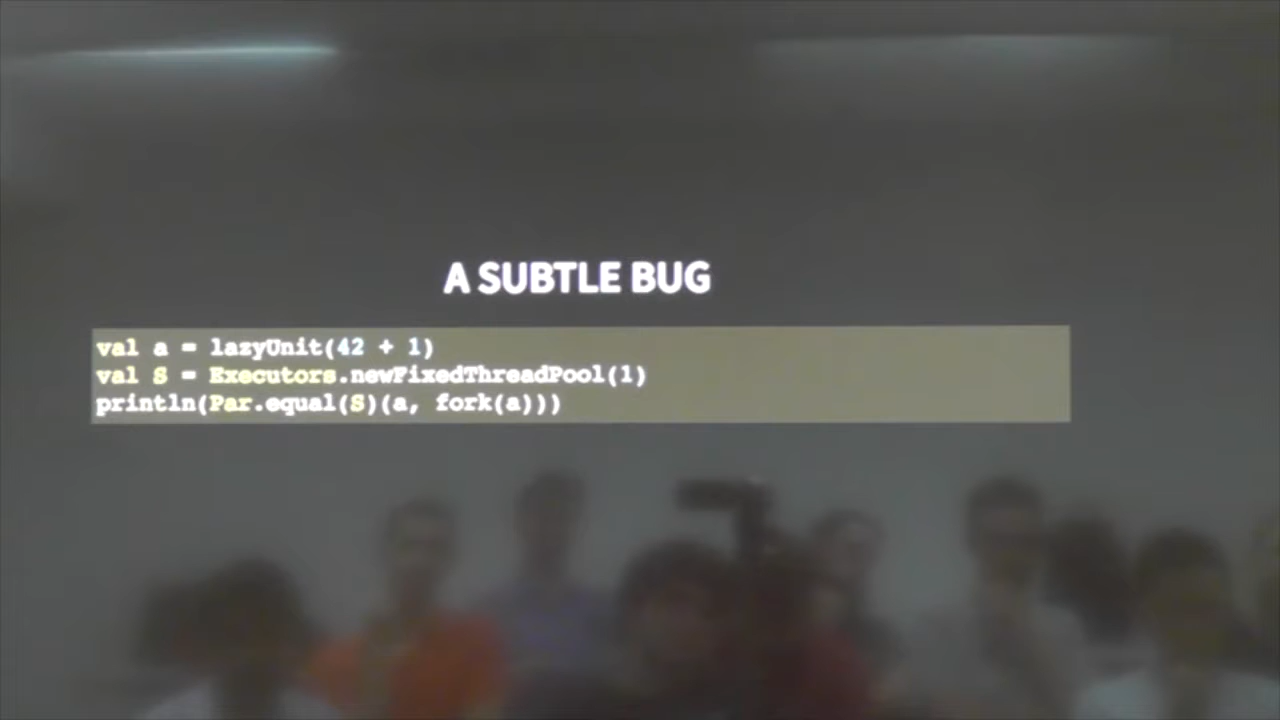 A SUBTLE BUG
val a = lazyUnit(42 + 1)
val S = Executors.newFixedThreadPool(1)
println(Par.equal(S)(a, fork(a)))